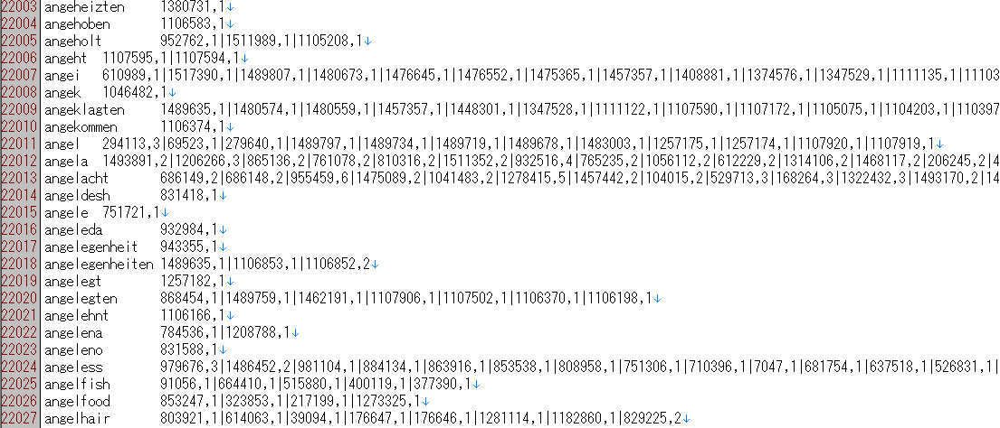 22003 angeheizten 1380731,1↓
22004 angehoben 1106583,1↓
22005 angeholt 952762,1|1511989,1|1105208,1↓
22006 angeht 1107595,1|1107594,1↓
22007 angei 610989,1|1517390,1|1489807,1|1480673,1|1476645,1|1476552,1|1475365,1|1457357,1|1408881,1|1374576,1|1347529,1|1111135,1|11103
22008 angek 1046482,1↓
22009 angeklagten 1489635,1|1480574,1|1480559,1|1457357,1|1448301,1|1347528,1|1111122,1|1107590,1|1107172,1|1105075,1|1104203,1|110397
22010 angekommen 1106374,1↓
22011 angel 294113,3|69523,1|279640,1|1489797,1|1489734,1|1489719,1|1489678,1|1483003,1|1257175,1|1257174,1|1107920,1|1107919,1↓
22012 angela 1493891,2|1206266,3|865136,2|761078,2|810316,2|1511352,2|932516,4|765235,2|1056112,2|612229,2|1314106,2|1468117,2|206245,2|4
22013 angelacht 686149,2|686148,2|955459,6|1475089,2|1041483,2|1278415,5|1457442,2|104015,2|529713,3|168264,3|1322432,3|1493170,2|14
22014 angeldesh 831418,1↓
22015 angele 751721,1↓
22016 angeleda 932984,1↓
22017 angelegenheit 943355,1↓
22018 angelegenheiten 1489635,1|1106853,1|1106852,2↓
22019 angelegt 1257182,1↓
22020 angelegten 868454,1|1489759,1|1462191,1|1107906,1|1107502,1|1106370,1|1106198,1↓
22021 angelehnt 1106166,1↓
22022 angelena 784536,1|1208788,1↓
22023 angeleno 831588,1↓
22024 angeless 979676,3|1486452,2|981104,1|884134,1|863916,1|853538,1|808958,1|751306,1|710396,1|7047,1|681754,1|637518,1|526831,1|
22025 angelfish 91056,1|664410,1|515880,1|400119,1|377390,1↓
22026 angelfood 853247,1|323853,1|217199,1|1273325,1↓
22027 angelhair 803921,1|614063,1|39094,1|176647,1|176646,1|1281114,1|1182860,1|829225,2↓